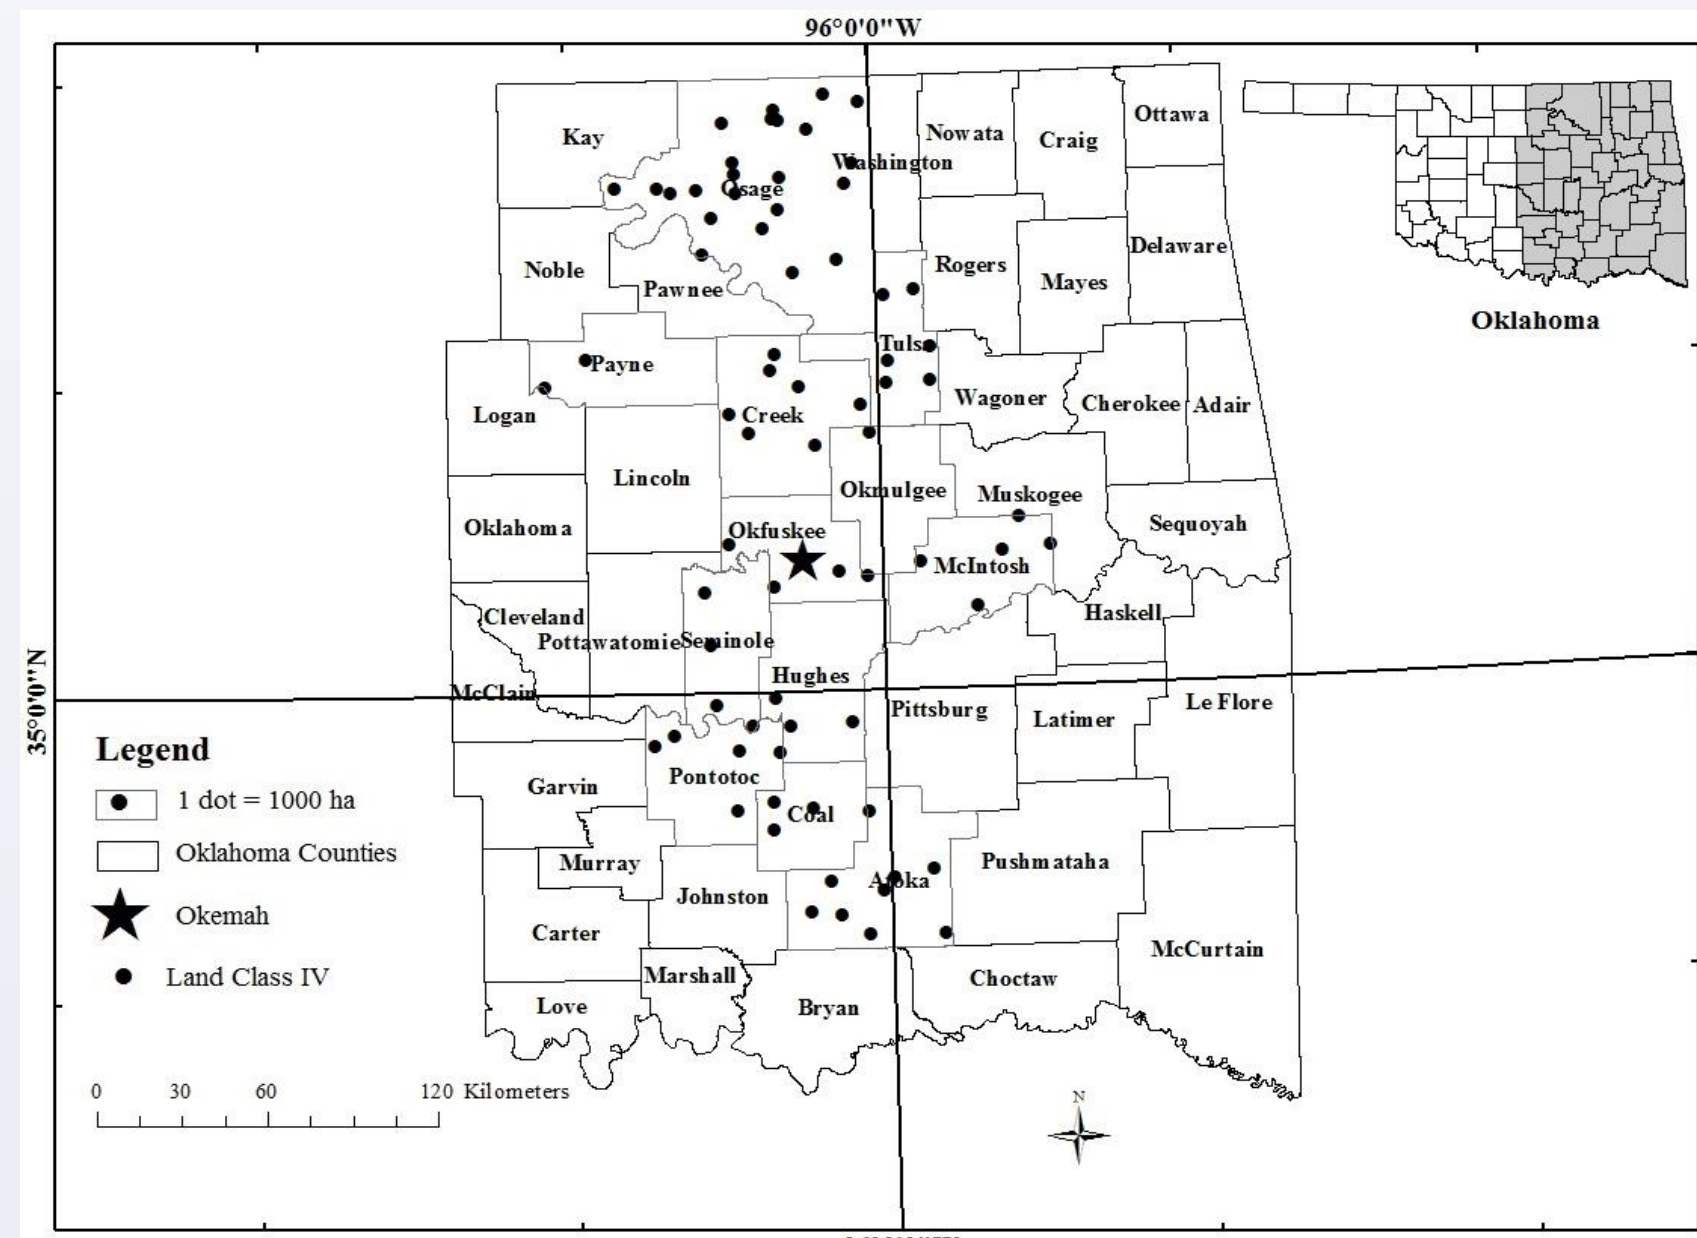 96°0'0"W
Kay
Nowata
Craig
Ottawa
Washington
Osage
Noble
Pawnee
Rogers
Mayes
Delaware
Oklahoma
Tulsa
Payne
Logan
Creek
Wagoner
Cherokee
Adair
Lincoln
Okmulgee
Muskogee
Oklahoma
Okfuskee
Sequoyah
McIntosh
Cleveland
Haskell
Pottawatomie
Seminole
Hughes
35°0'0"N
McClain
Pittsburg
Latimer
Le Flore
Legend
1 dot = 1000 ha
Oklahoma Counties
Okemah
Land Class IV
Garvin
Pontotoc
Coal
Murray
Pushmataha
Johnston
Atoka
Carter
McCurtain
Marshall
Choctaw
Love
Bryan
0 30 60 120 Kilometers
N